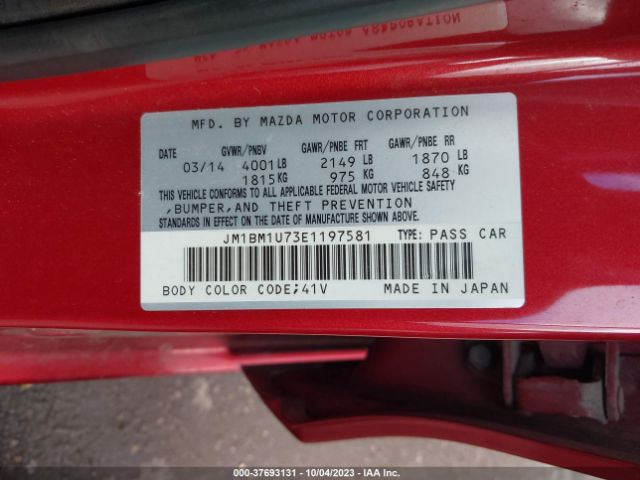 MFD. BY MAZDA MOTOR CORPORATION
DATE GVWR/PNBV GAWR/PNBE FRT GAWR/PNBE RR
03/14 4001LB 2149 LB 1870 LB
1815KG 975 KG 848 KG
THIS VEHICLE CONFORMS TO ALL APPLICABLE FEDERAL MOTOR VEHICLE SAFETY
,BUMPER,AND THEFT PREVENTION
STANDARDS IN EFFECT ON THE DATE OF MANUFACTURE SHOWN ABOVE.
JM1BM1U73E1197581 TYPE: PASS CAR
BODY COLOR CODE;41V MADE IN JAPAN
000-37693131 - 10/04/2023 - IAA Inc.